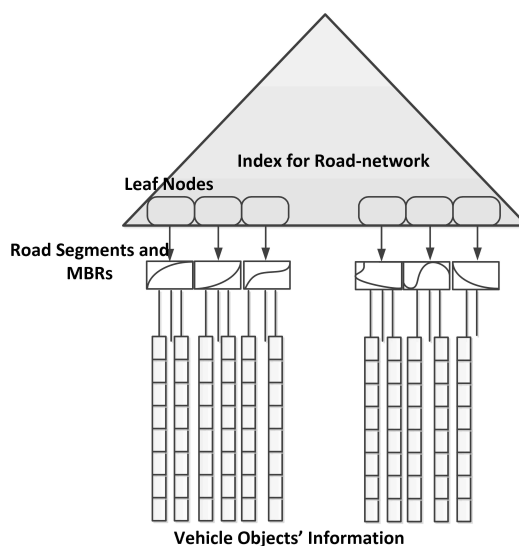 Index for Road-network
Leaf Nodes
Road Segments and
MBRs
Vehicle Objects' Information